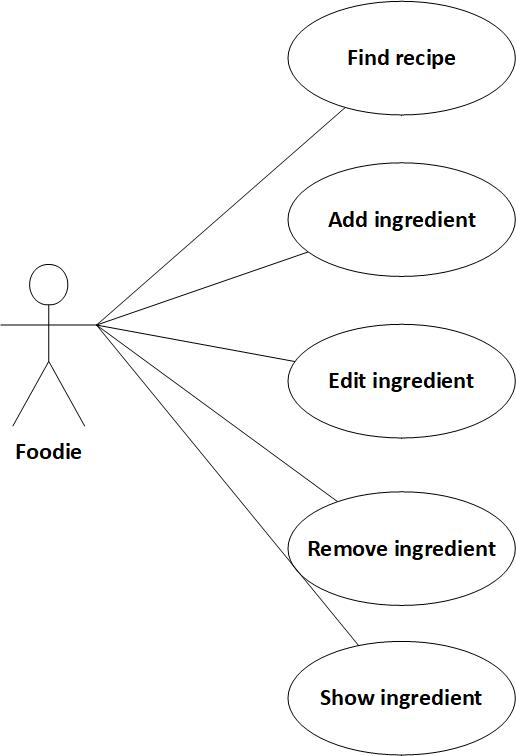 Find recipe
Add ingredient
Edit ingredient
Foodie
Remove ingredient
Show ingredient